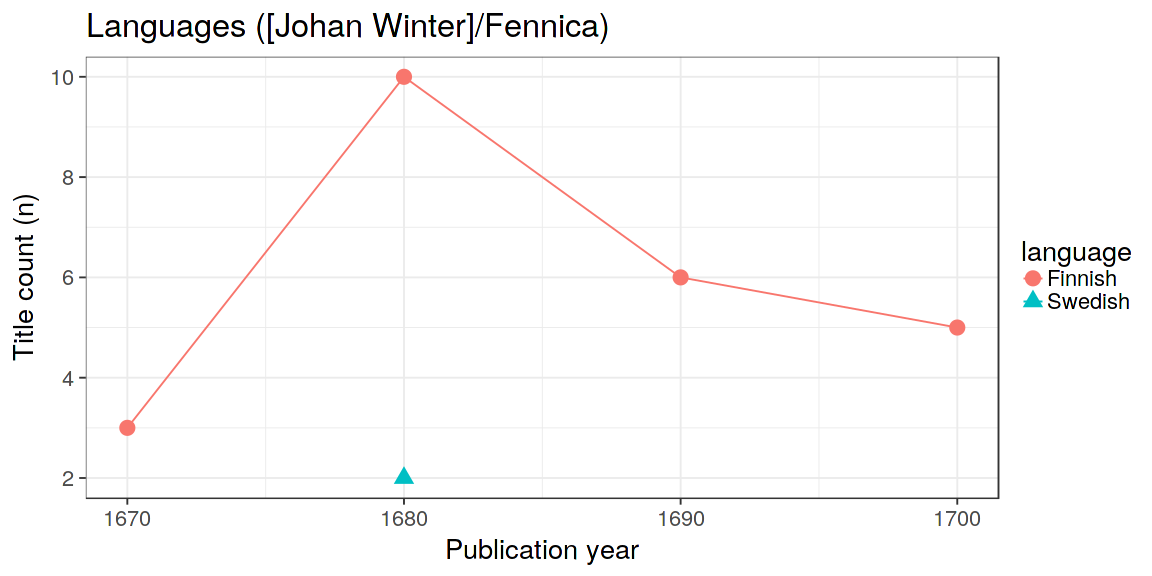 Languages ([Johan Winter]/Fennica)
10
8
6
4
2
Title count (n)
1670 1680 1690 1700
Publication year
language
Finnish
Swedish